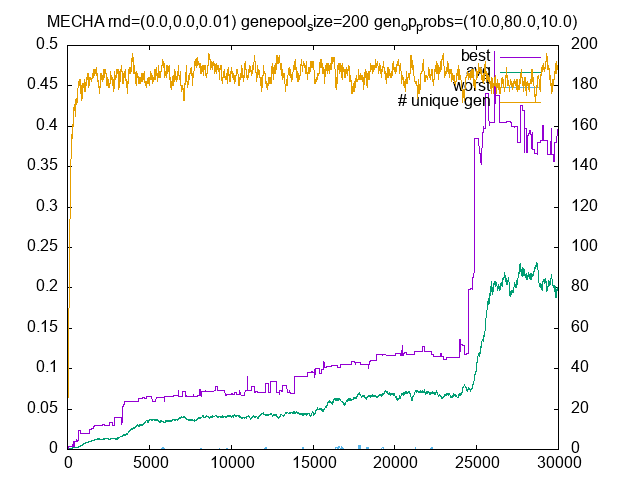 MECHA rnd=(0.0,0.0,0.01) genepool_size=200 gen_op_probs=(10.0,80.0,10.0)
0.5 200
best
avg
0.45 180
worst
# unique gen
0.4 160
0.35 140
0.3 120
0.25 100
0.2 80
0.15 60
0.1 40
0.05 20
0 0
0 5000 10000 15000 20000 25000 30000